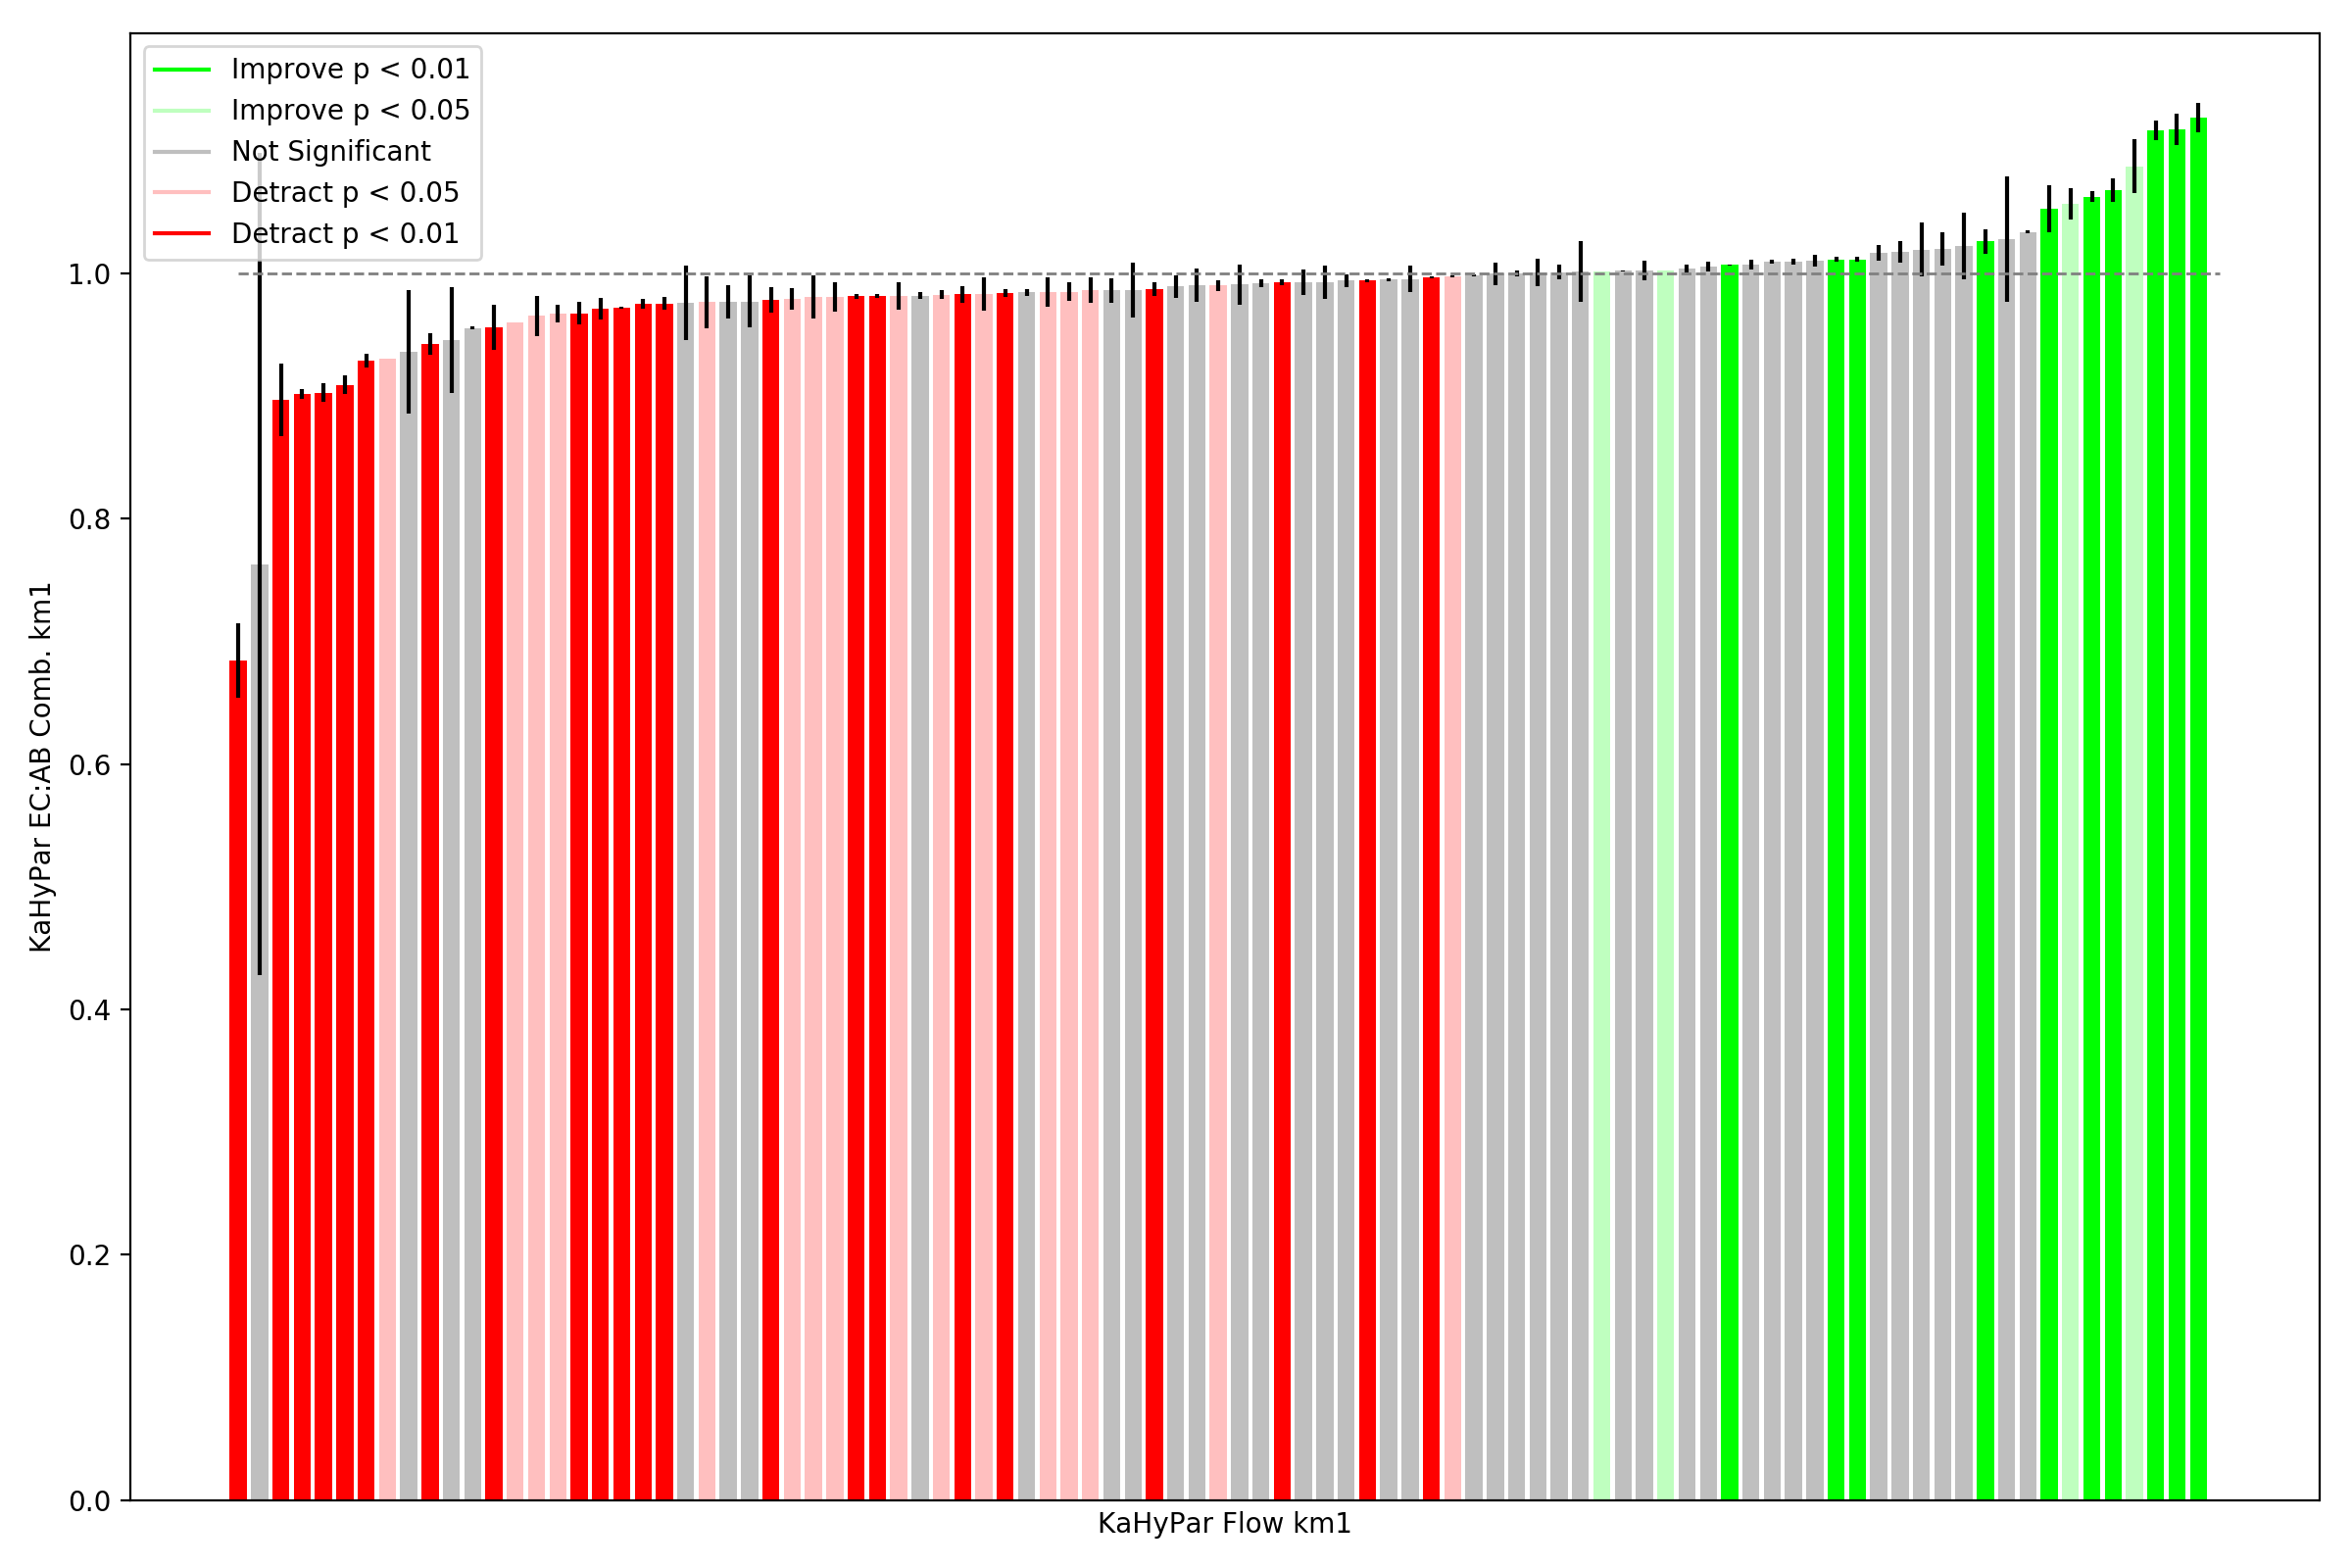 Improve p < 0.01
Improve p < 0.05
Not Significant
Detract p < 0.05
Detract p < 0.01
1.0
0.8
0.6
0.4
0.2
0.0
KaHyPar EC:AB Comb. km1
KaHyPar Flow km1